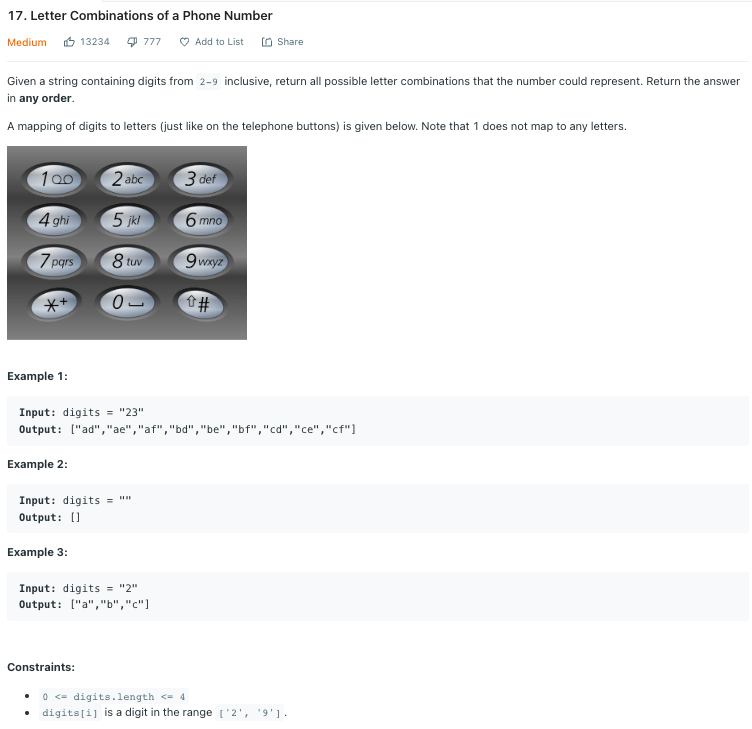 17. Letter Combinations of a Phone Number
Medium 13234 777 Add to List Share
Given a string containing digits from 2-9 inclusive, return all possible letter combinations that the number could represent. Return the answer
in any order.
A mapping of digits to letters (just like on the telephone buttons) is given below. Note that 1 does not map to any letters.
1 2 abc 3 def
4 ghi 5 jkl 6 mno
7 pqrs 8 tuv 9 wxyz
* + 0 #
Example 1:
Input: digits = "23"
Output: ["ad","ae","af","bd","be","bf","cd","ce","cf"]
Example 2:
Input: digits = ""
Output: []
Example 3:
Input: digits = "2"
Output: ["a","b","c"]
Constraints:
• 0 <= digits.length <= 4
• digits[i] is a digit in the range ['2', '9'].